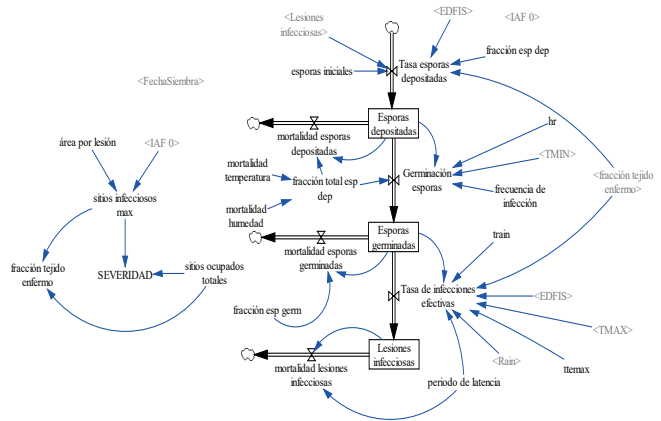 <Lesiones
infecciosas>
<EDFIS>
<IAF 0>
fracción esp dep
Tasa esporas
depositadas
esporas iniciales
<FechaSiembra>
Esporas
depositadas
mortalidad esporas
depositadas
hr
área por lesión
<IAF 0>
<TMIN>
mortalidad
temperatura
fracción total esp
dep
Germinación
esporas
<fracción tejido
enfermo>
frecuencia de
infección
sitios infecciosos
max
mortalidad
humedad
Esporas
germinadas
train
mortalidad esporas
germinadas
fracción tejido
enfermo
SEVERIDAD
sitios ocupados
totales
Tasa de infecciones
efectivas
<EDFIS>
fracción esp germ
<TMAX>
Lesiones
infecciosas
<Rain>
ttemax
mortalidad lesiones
infecciosas
periodo de latencia